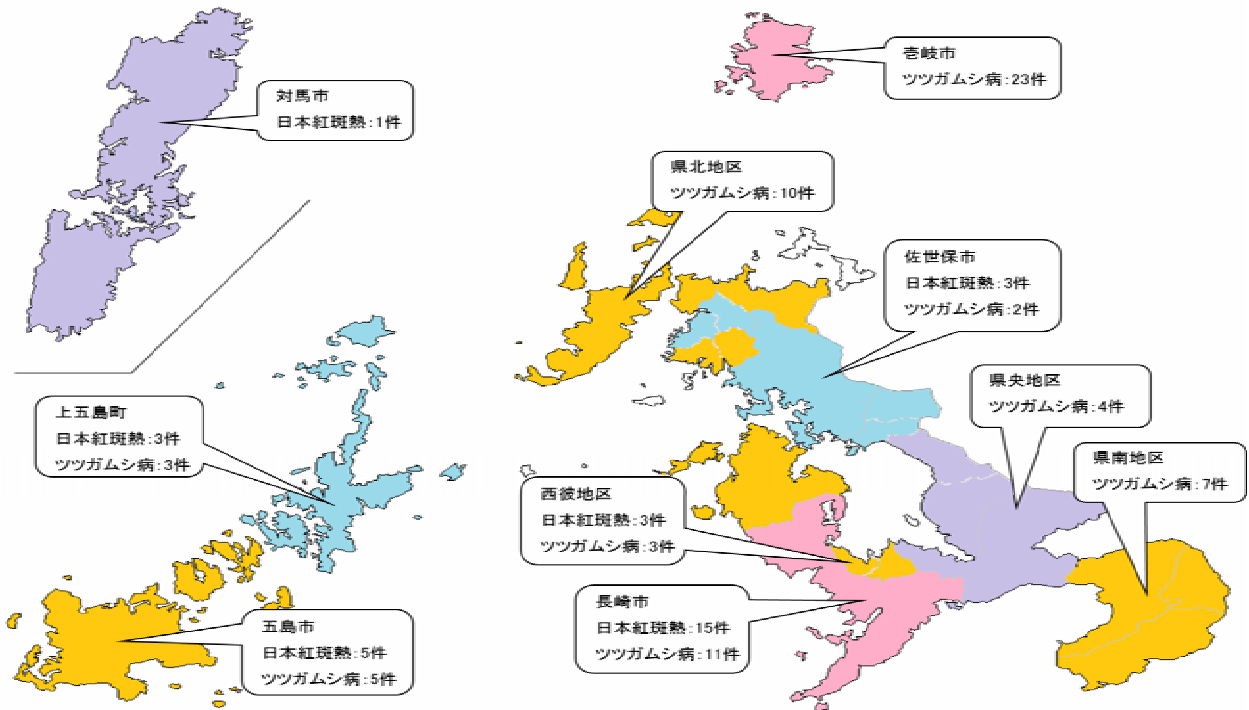 壱岐市
ツツガムシ病:23件
対馬市
日本紅斑熱:1件
県北地区
ツツガムシ病:10件
佐世保市
日本紅斑熱:3件
ツツガムシ病:2件
県央地区
ツツガムシ病:4件
上五島町
日本紅斑熱:3件
ツツガムシ病:3件
県南地区
ツツガムシ病:7件
西彼地区
日本紅斑熱:3件
ツツガムシ病:3件
長崎市
日本紅斑熱:15件
ツツガムシ病:11件
五島市
日本紅斑熱:5件
ツツガムシ病:5件